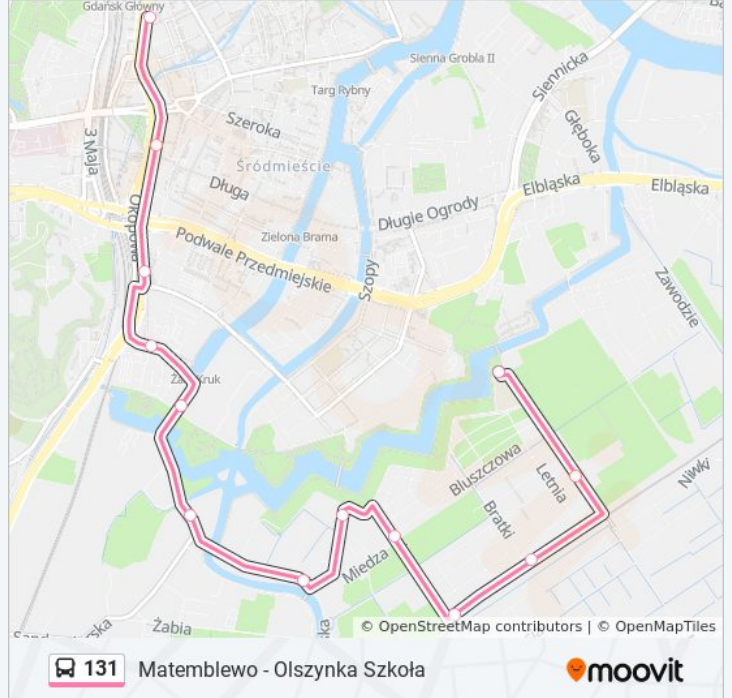 Gdańsk Główny
Sienna Grobla II
Siennicka
Targ Rybny
Głęboka
3 Maja
Szeroka
Śródmieście
Długa
Elbląska
Elbląska
Okopowa
Długie Ogrody
Podwale Przedmiejskie
Zielona Brama
Szopy
Zawodzie
Kruk
Bluszczowa
Letnia
Niwki
Bratki
Miedza
Żabia
© OpenStreetMap contributors | © OpenMapTiles
131 Matemblewo - Olszynka Szkoła
moovit